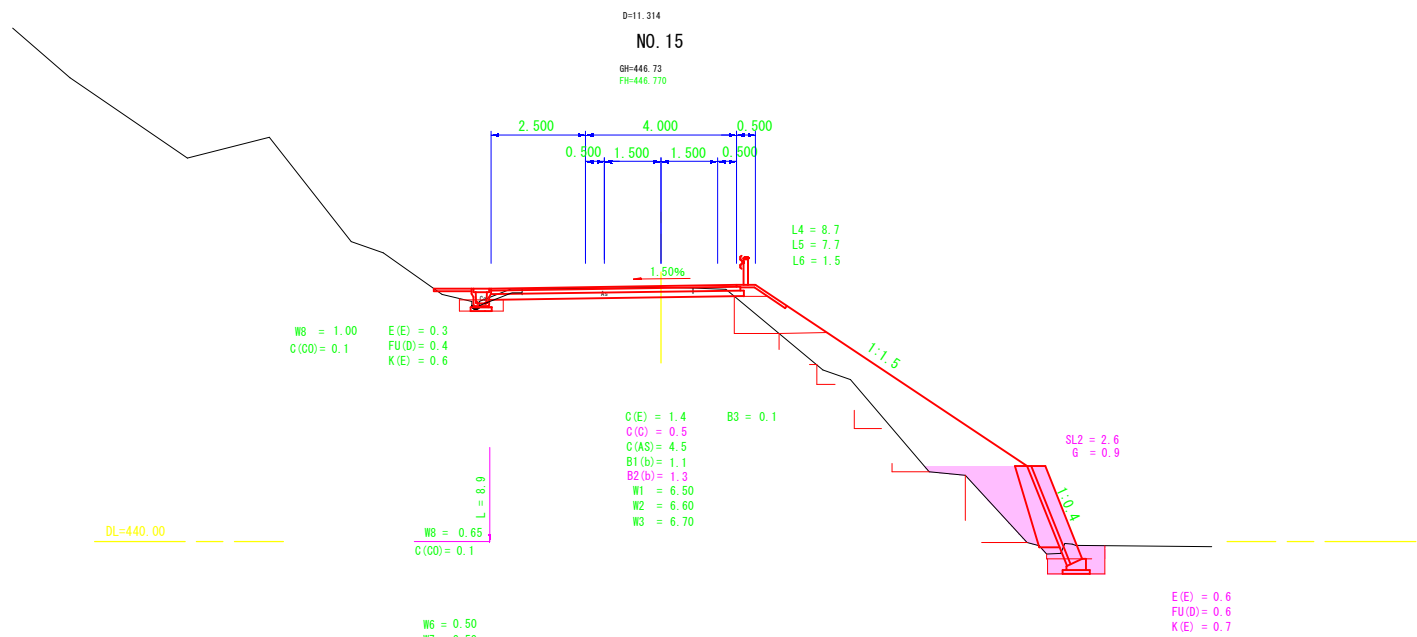 D=11.314
NO.15
GH=446.73
FH=446.770
2.500 4.000 0.500
0.500 1.500 1.500 0.500
L4 = 8.7
L5 = 7.7
L6 = 1.5
1.50%
As
W8 = 1.00
C(CO)= 0.1
E(E) = 0.3
FU(D)= 0.4
K(E) = 0.6
1:1.5
C(E) = 1.4
C(C) = 0.5
C(AS)= 4.5
B1(b)= 1.1
B2(b)= 1.3
W1 = 6.50
W2 = 6.60
W3 = 6.70
B3 = 0.1
SL2 = 2.6
G = 0.9
1:0.4
L = 8.9
DL=440.00
W8 = 0.65
C(CO)= 0.1
E(E) = 0.6
FU(D)= 0.6
K(E) = 0.7
W6 = 0.50